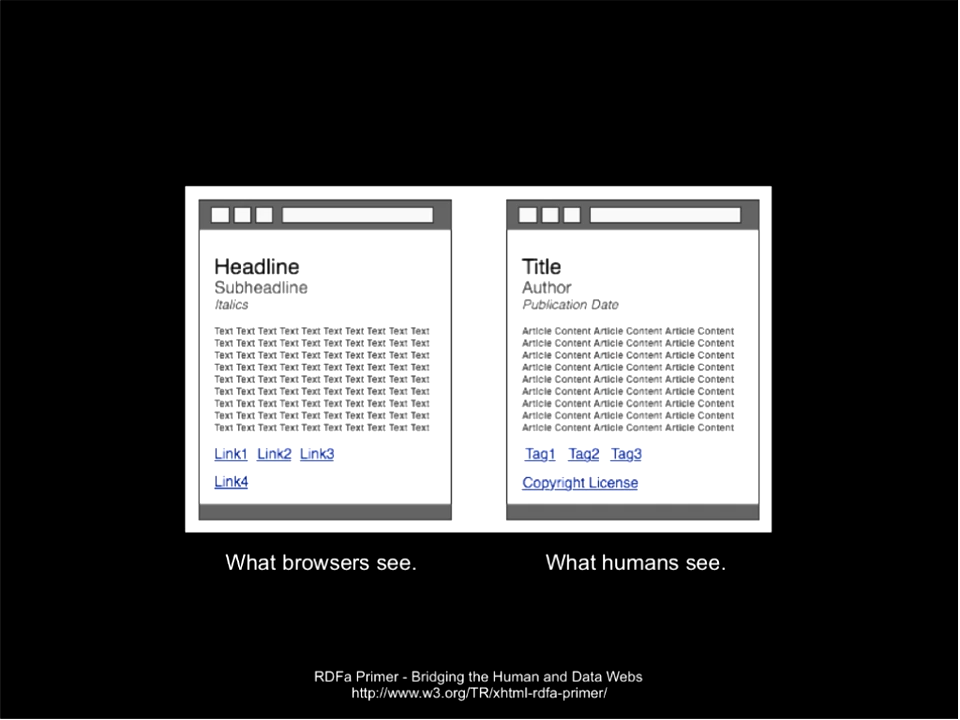 Headline
Subheadline
Italics
Text Text Text Text Text Text Text Text Text Text
Text Text Text Text Text Text Text Text Text Text
Text Text Text Text Text Text Text Text Text Text
Text Text Text Text Text Text Text Text Text Text
Text Text Text Text Text Text Text Text Text Text
Text Text Text Text Text Text Text Text Text Text
Text Text Text Text Text Text Text Text Text Text
Text Text Text Text Text Text Text Text Text Text
Text Text Text Text Text Text Text Text Text Text
Link1 Link2 Link3
Link4
What browsers see.
Title
Author
Publication Date
Article Content Article Content Article Content
Article Content Article Content Article Content
Article Content Article Content Article Content
Article Content Article Content Article Content
Article Content Article Content Article Content
Article Content Article Content Article Content
Article Content Article Content Article Content
Article Content Article Content Article Content
Article Content Article Content Article Content
Tag1 Tag2 Tag3
Copyright License
What humans see.
RDFa Primer - Bridging the Human and Data Webs
http://www.w3.org/TR/xhtml-rdfa-primer/